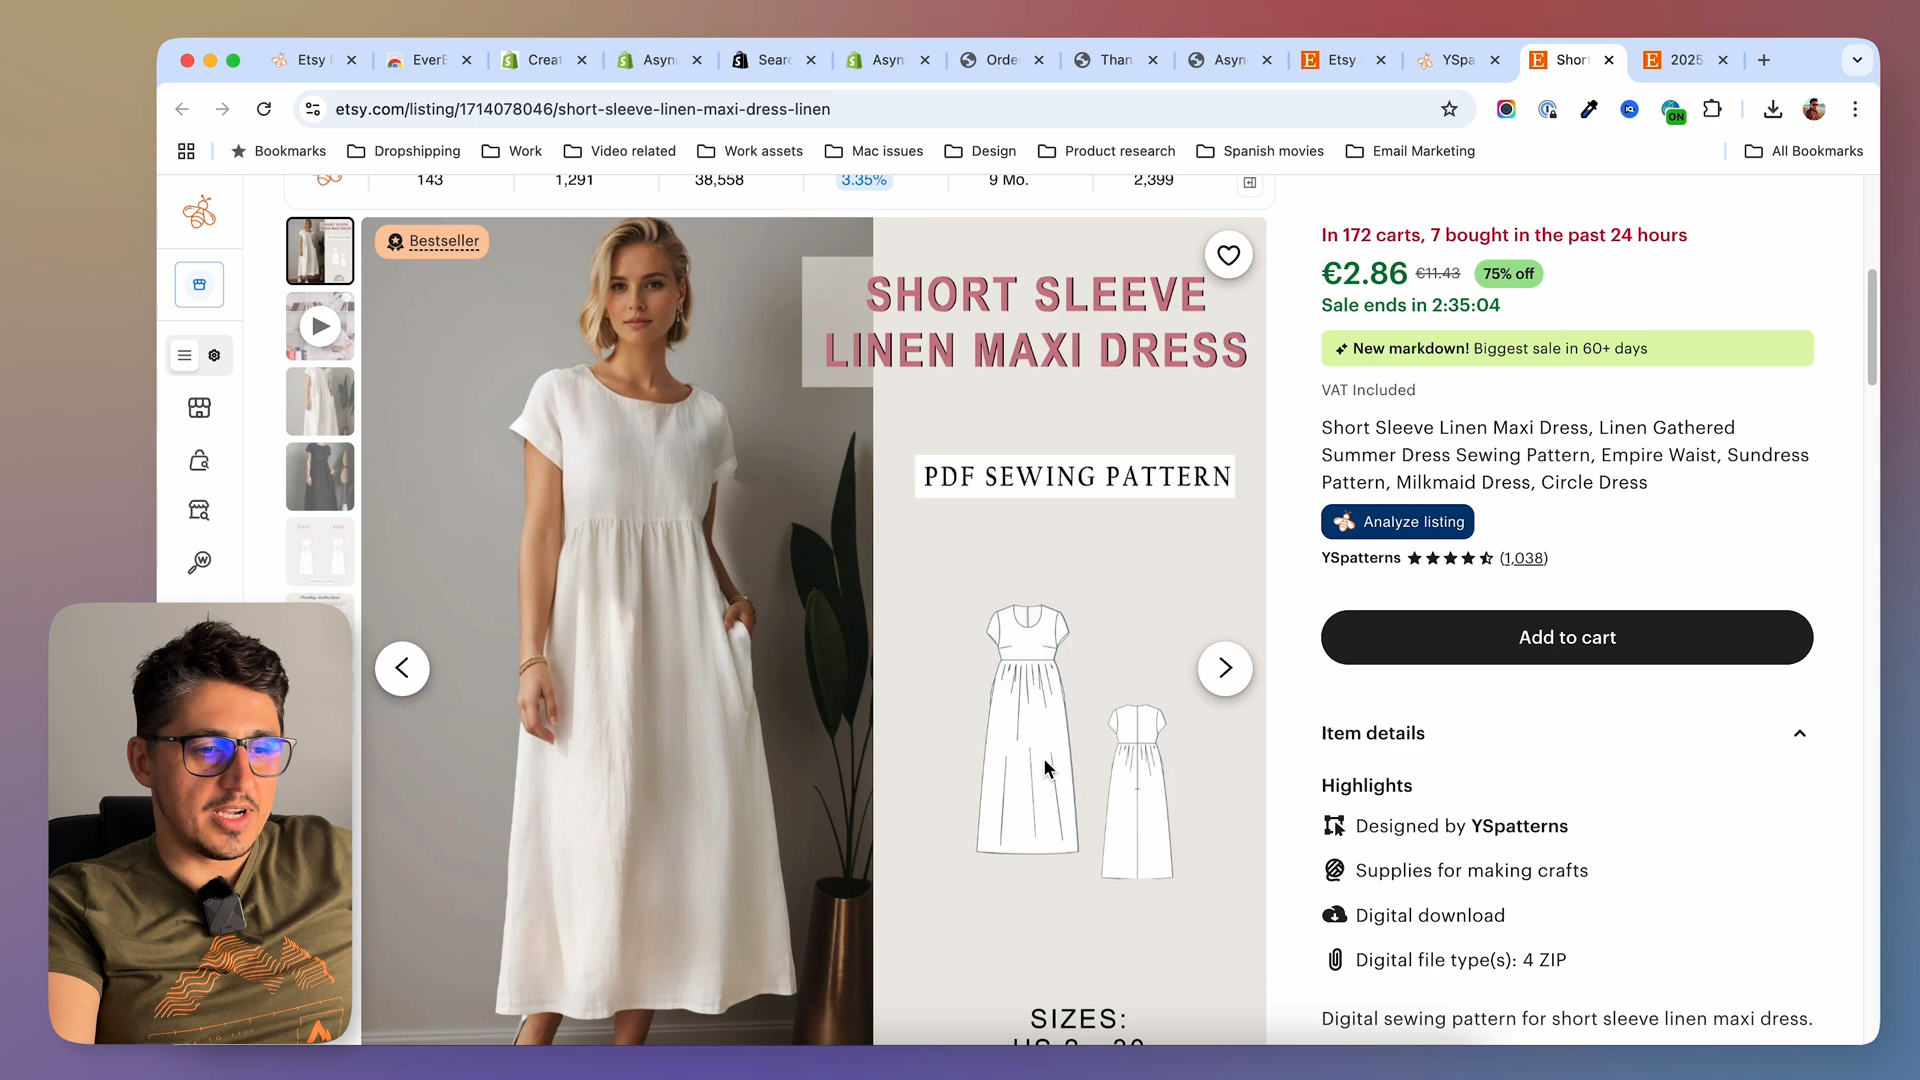 Etsy
EverB
Creat
Asyn
Searc
Asyn
Orde
Than
Asyn
Etsy
YSpa
Short
2025
etsy.com/listing/1714078046/short-sleeve-linen-maxi-dress-linen
ON
Bookmarks
Dropshipping
Work
Video related
Work assets
Mac issues
Design
Product research
Spanish movies
Email Marketing
All Bookmarks
143
1,291
38,558
3.35%
9 Mo.
2,399
Bestseller
SHORT SLEEVE
LINEN MAXI DRESS
PDF SEWING PATTERN
SIZES:
In 172 carts, 7 bought in the past 24 hours
€2.86 €11.43 75% off
Sale ends in 2:35:04
New markdown! Biggest sale in 60+ days
VAT Included
Short Sleeve Linen Maxi Dress, Linen Gathered
Summer Dress Sewing Pattern, Empire Waist, Sundress
Pattern, Milkmaid Dress, Circle Dress
Analyze listing
YSpatterns (1,038)
Add to cart
Item details
Highlights
Designed by YSpatterns
Supplies for making crafts
Digital download
Digital file type(s): 4 ZIP
Digital sewing pattern for short sleeve linen maxi dress.